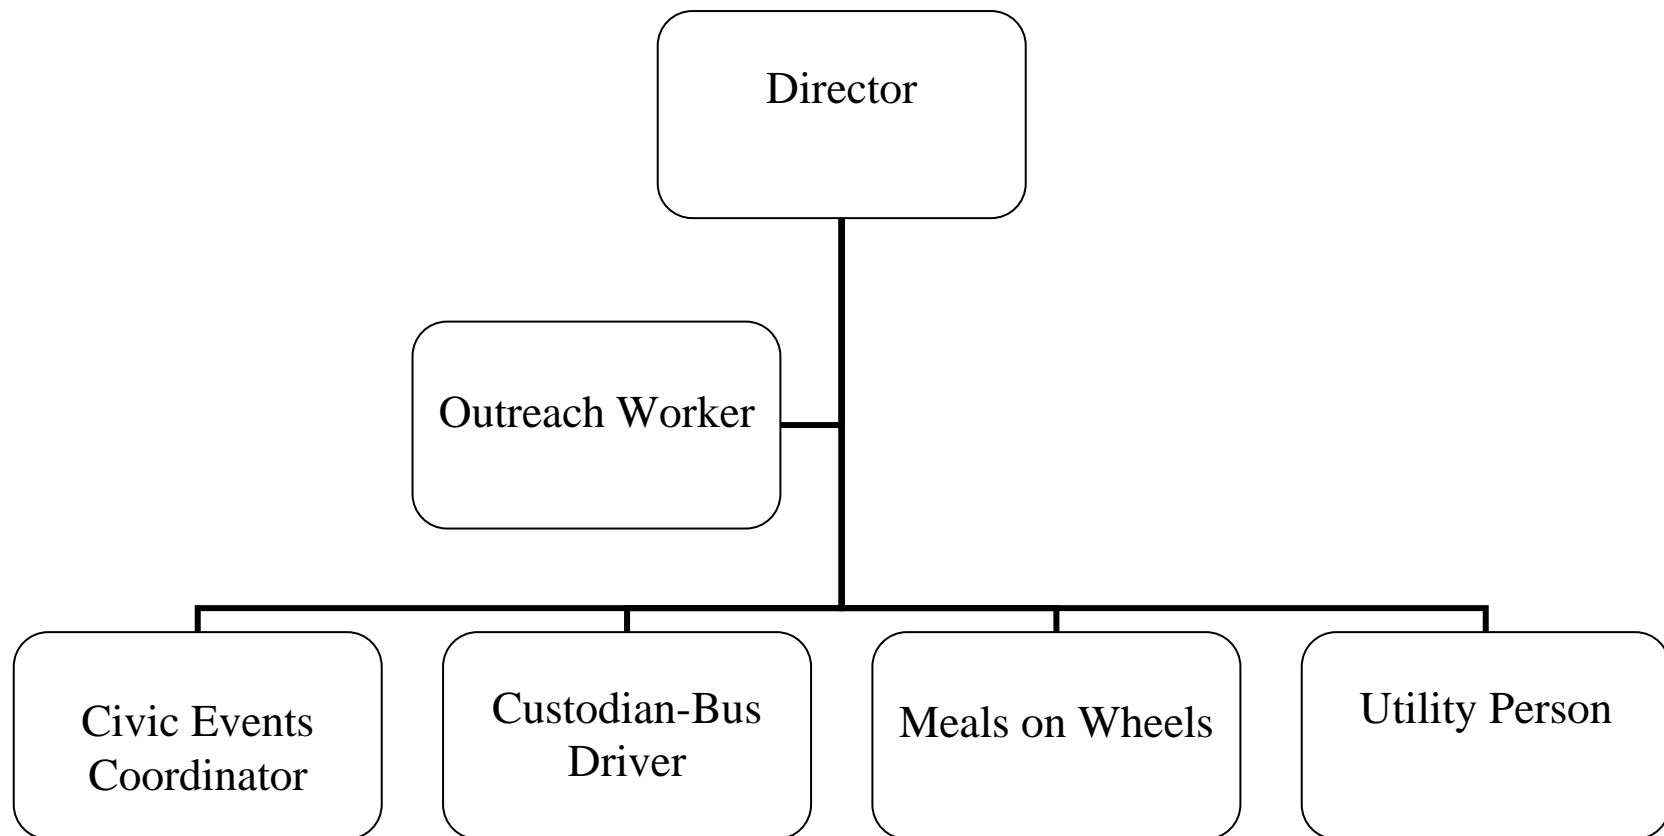 Director
Outreach Worker
Civic Events
Coordinator
Custodian-Bus
Driver
Meals on Wheels
Utility Person